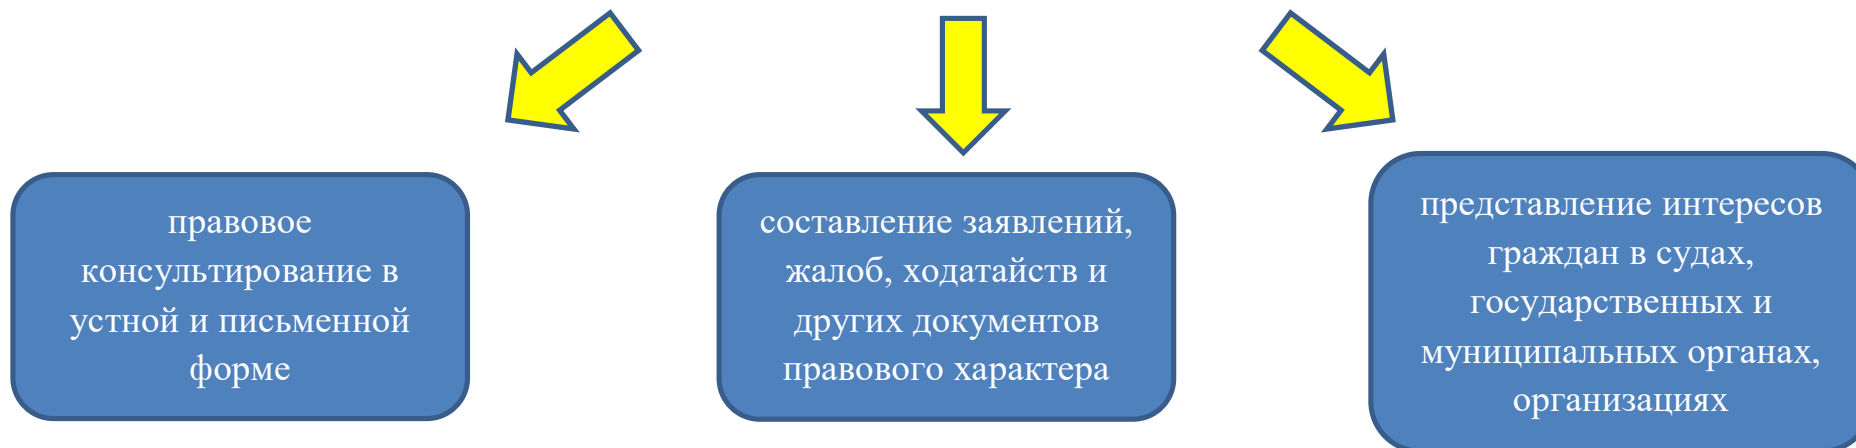 правовое
консультирование в
устной и письменной
форме
составление заявлений,
жалоб, ходатайств и
других документов
правового характера
представление интересов
граждан в судах,
государственных и
муниципальных органах,
организациях